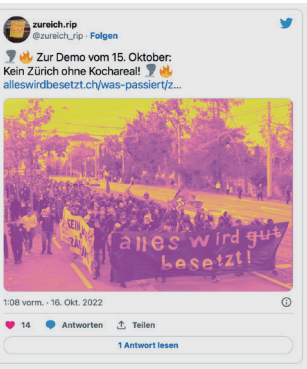 zureich.rip
@zureich_rip · Folgen
🌪️🔥 Zur Demo vom 15. Oktober:
Kein Zürich ohne Kochareal! 🌪️🔥
alleswirdbesetzt.ch/was-passiert/z...
KEIN
alles wird gut
besetzt!
1:08 vorm. · 16. Okt. 2022
14 Antworten Teilen
1 Antwort lesen